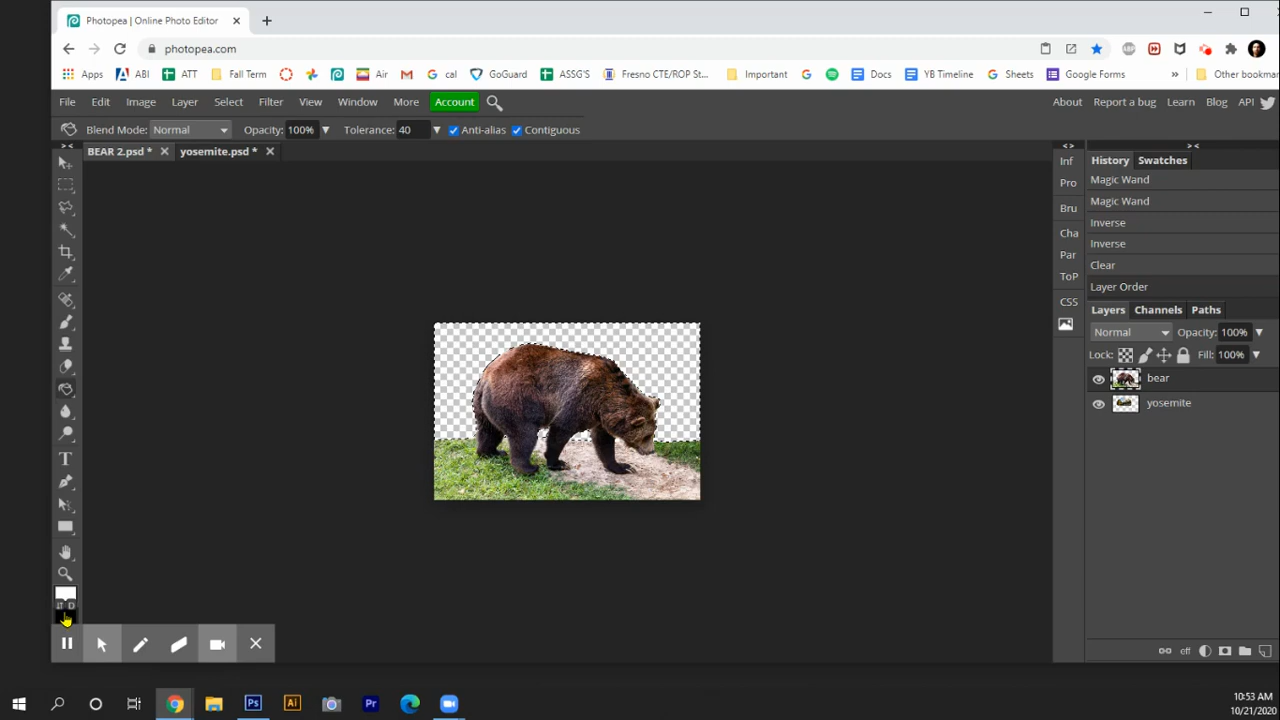 Photopea | Online Photo Editor
photopea.com
Apps ABI ATT Fall Term Air cal GoGuard ASSG'S Fresno CTE/ROP St... Important Docs YB Timeline Sheets Google Forms » Other bookmar
File Edit Image Layer Select Filter View Window More Account About Report a bug Learn Blog API
Blend Mode: Normal Opacity: 100% Tolerance: 40 Anti-alias Contiguous
BEAR 2.psd * yosemite.psd *
> < < > > <
Inf
Pro
Bru
Cha
Par
ToP
CSS
History Swatches
Magic Wand
Magic Wand
Inverse
Inverse
Clear
Layer Order
Layers Channels Paths
Normal Opacity: 100%
Lock: Fill: 100%
bear
yosemite
T
D
eff
Ps Ai Pr
10:53 AM
10/21/2020